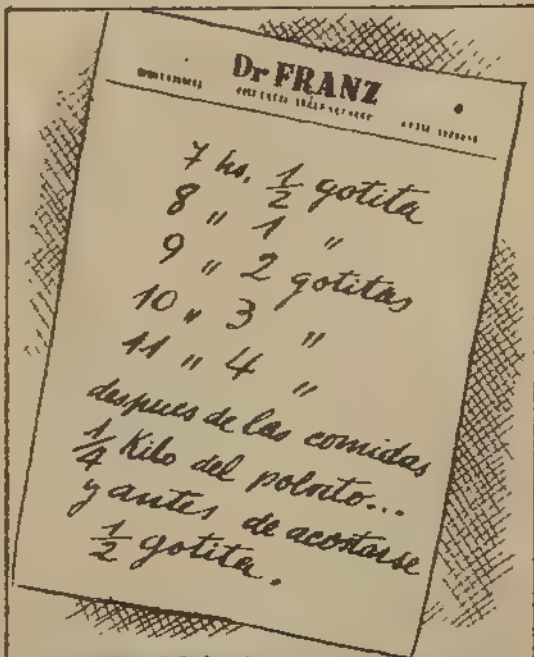 Dr FRANZ
7 hs. 1/2 gotita
8 " 1 "
9 " 2 gotitas
10 " 3 "
11 " 4 "
despues de las comidas
1/4 Kilo del polvito...
y antes de acostarse
1/2 gotita.